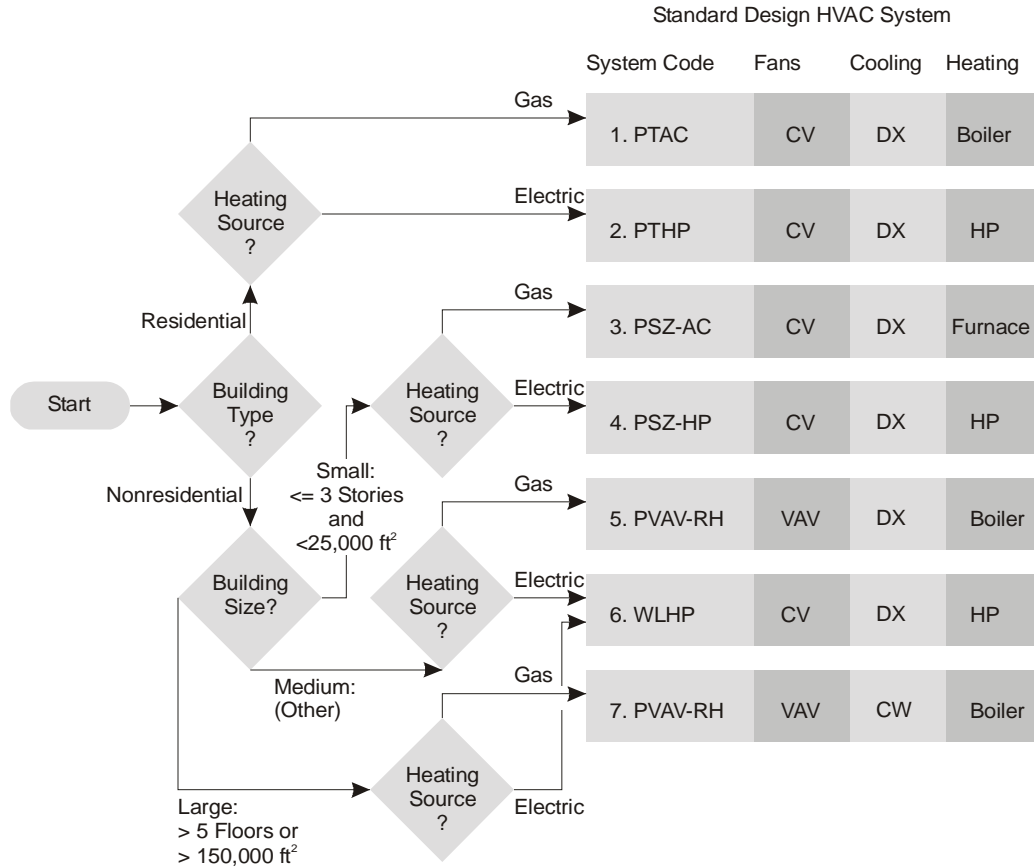 Standard Design HVAC System
System Code Fans Cooling Heating
Gas
1. PTAC CV DX Boiler
Heating
Source
?
Electric
2. PTHP CV DX HP
Residential
Gas
3. PSZ-AC CV DX Furnace
Start
Building
Type
?
Heating
Source
?
Electric
4. PSZ-HP CV DX HP
Nonresidential
Small:
<= 3 Stories
and
<25,000 ft²
Gas
5. PVAV-RH VAV DX Boiler
Building
Size?
Heating
Source
?
Electric
6. WLHP CV DX HP
Medium:
(Other)
Gas
7. PVAV-RH VAV CW Boiler
Heating
Source
?
Electric
Large:
> 5 Floors or
> 150,000 ft²